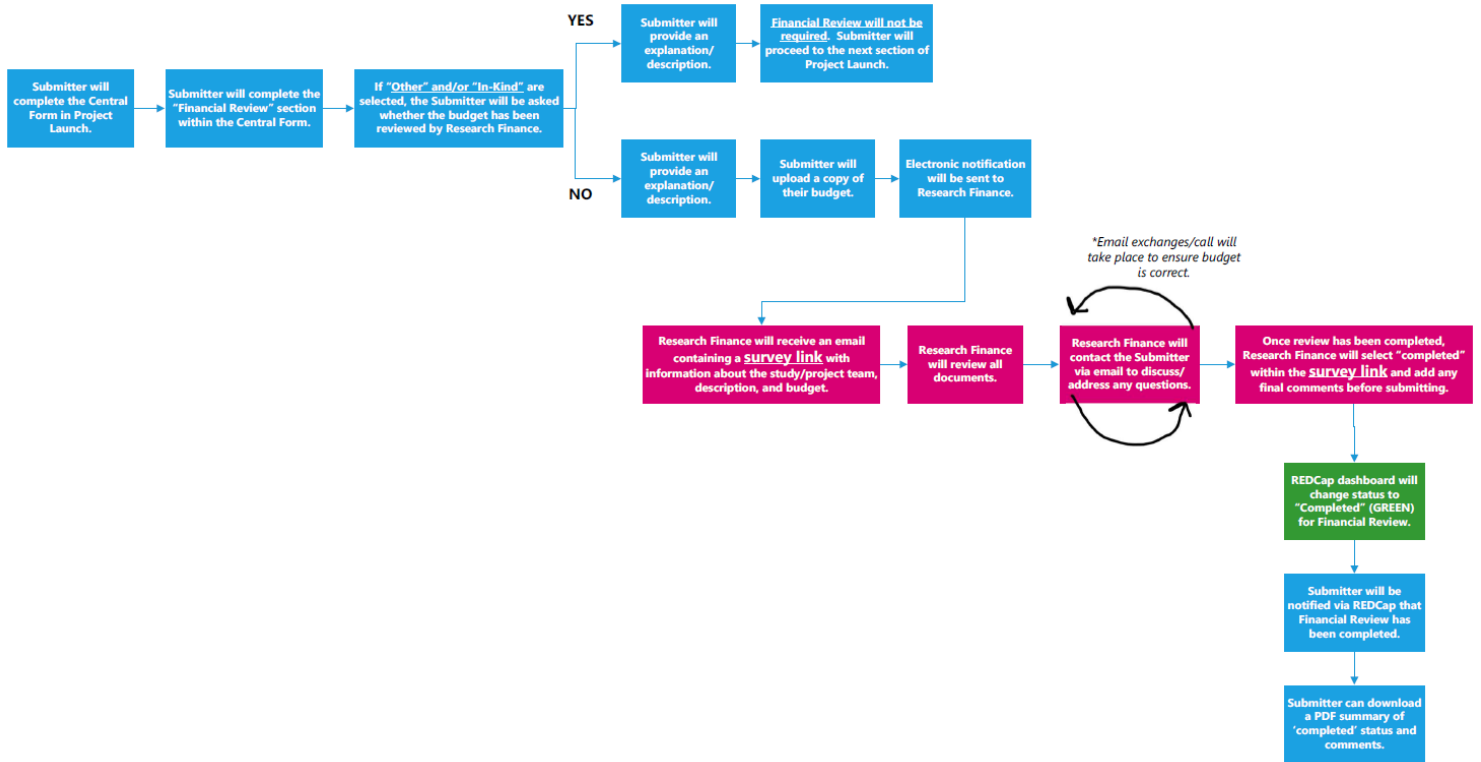 YES
Submitter will
provide an
explanation/
description.
Financial Review will not be
required. Submitter will
proceed to the next section of
Project Launch.
Submitter will
complete the Central
Form in Project
Launch.
Submitter will complete the
"Financial Review" section
within the Central Form.
If "Other" and/or "In-Kind" are
selected, the Submitter will be asked
whether the budget has been
reviewed by Research Finance.
NO
Submitter will
provide an
explanation/
description.
Submitter will
upload a copy of
their budget.
Electronic notification
will be sent to
Research Finance.
*Email exchanges/call will
take place to ensure budget
is correct.
Research Finance will receive an email
containing a survey link with
information about the study/project team,
description, and budget.
Research Finance
will review all
documents.
Research Finance will
contact the Submitter
via email to discuss/
address any questions.
Once review has been completed,
Research Finance will select "completed"
within the survey link and add any
final comments before submitting.
REDCap dashboard will
change status to
"Completed" (GREEN)
for Financial Review.
Submitter will be
notified via REDCap that
Financial Review has
been completed.
Submitter can download
a PDF summary of
'completed' status and
comments.